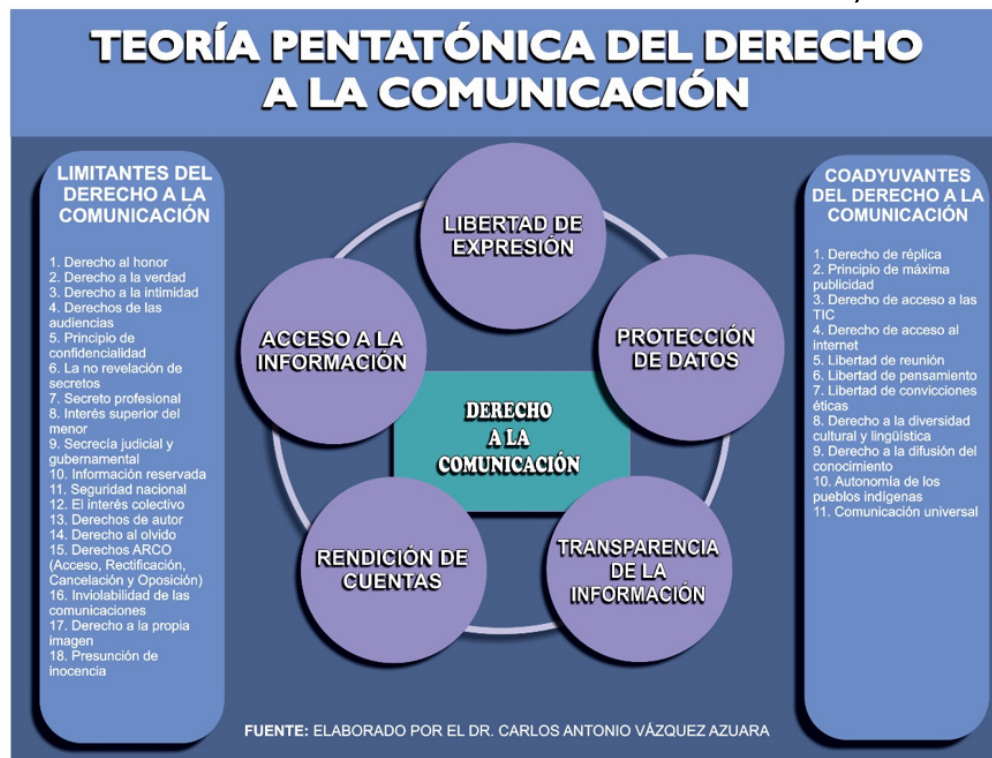 TEORÍA PENTATÓNICA DEL DERECHO
A LA COMUNICACIÓN
LIMITANTES DEL
DERECHO A LA
COMUNICACIÓN
1. Derecho al honor
2. Derecho a la verdad
3. Derecho a la intimidad
4. Derechos de las
audiencias
5. Principio de
confidencialidad
6. La no revelación de
secretos
7. Secreto profesional
8. Interés superior del
menor
9. Secrecía judicial y
gubernamental
10. Información reservada
11. Seguridad nacional
12. El interés colectivo
13. Derechos de autor
14. Derecho al olvido
15. Derechos ARCO
(Acceso, Rectificación,
Cancelación y Oposición)
16. Inviolabilidad de las
comunicaciones
17. Derecho a la propia
imagen
18. Presunción de
inocencia
LIBERTAD DE
EXPRESIÓN
ACCESO A LA
INFORMACIÓN
PROTECCIÓN
DE DATOS
DERECHO
A LA
COMUNICACIÓN
RENDICIÓN DE
CUENTAS
TRANSPARENCIA
DE LA
INFORMACIÓN
COADYUVANTES
DEL DERECHO A LA
COMUNICACIÓN
1. Derecho de réplica
2. Principio de máxima
publicidad
3. Derecho de acceso a las
TIC
4. Derecho de acceso al
internet
5. Libertad de reunión
6. Libertad de pensamiento
7. Libertad de convicciones
éticas
8. Derecho a la diversidad
cultural y lingüística
9. Derecho a la difusión del
conocimiento
10. Autonomía de los
pueblos indígenas
11. Comunicación universal
FUENTE: ELABORADO POR EL DR. CARLOS ANTONIO VÁZQUEZ AZUARA